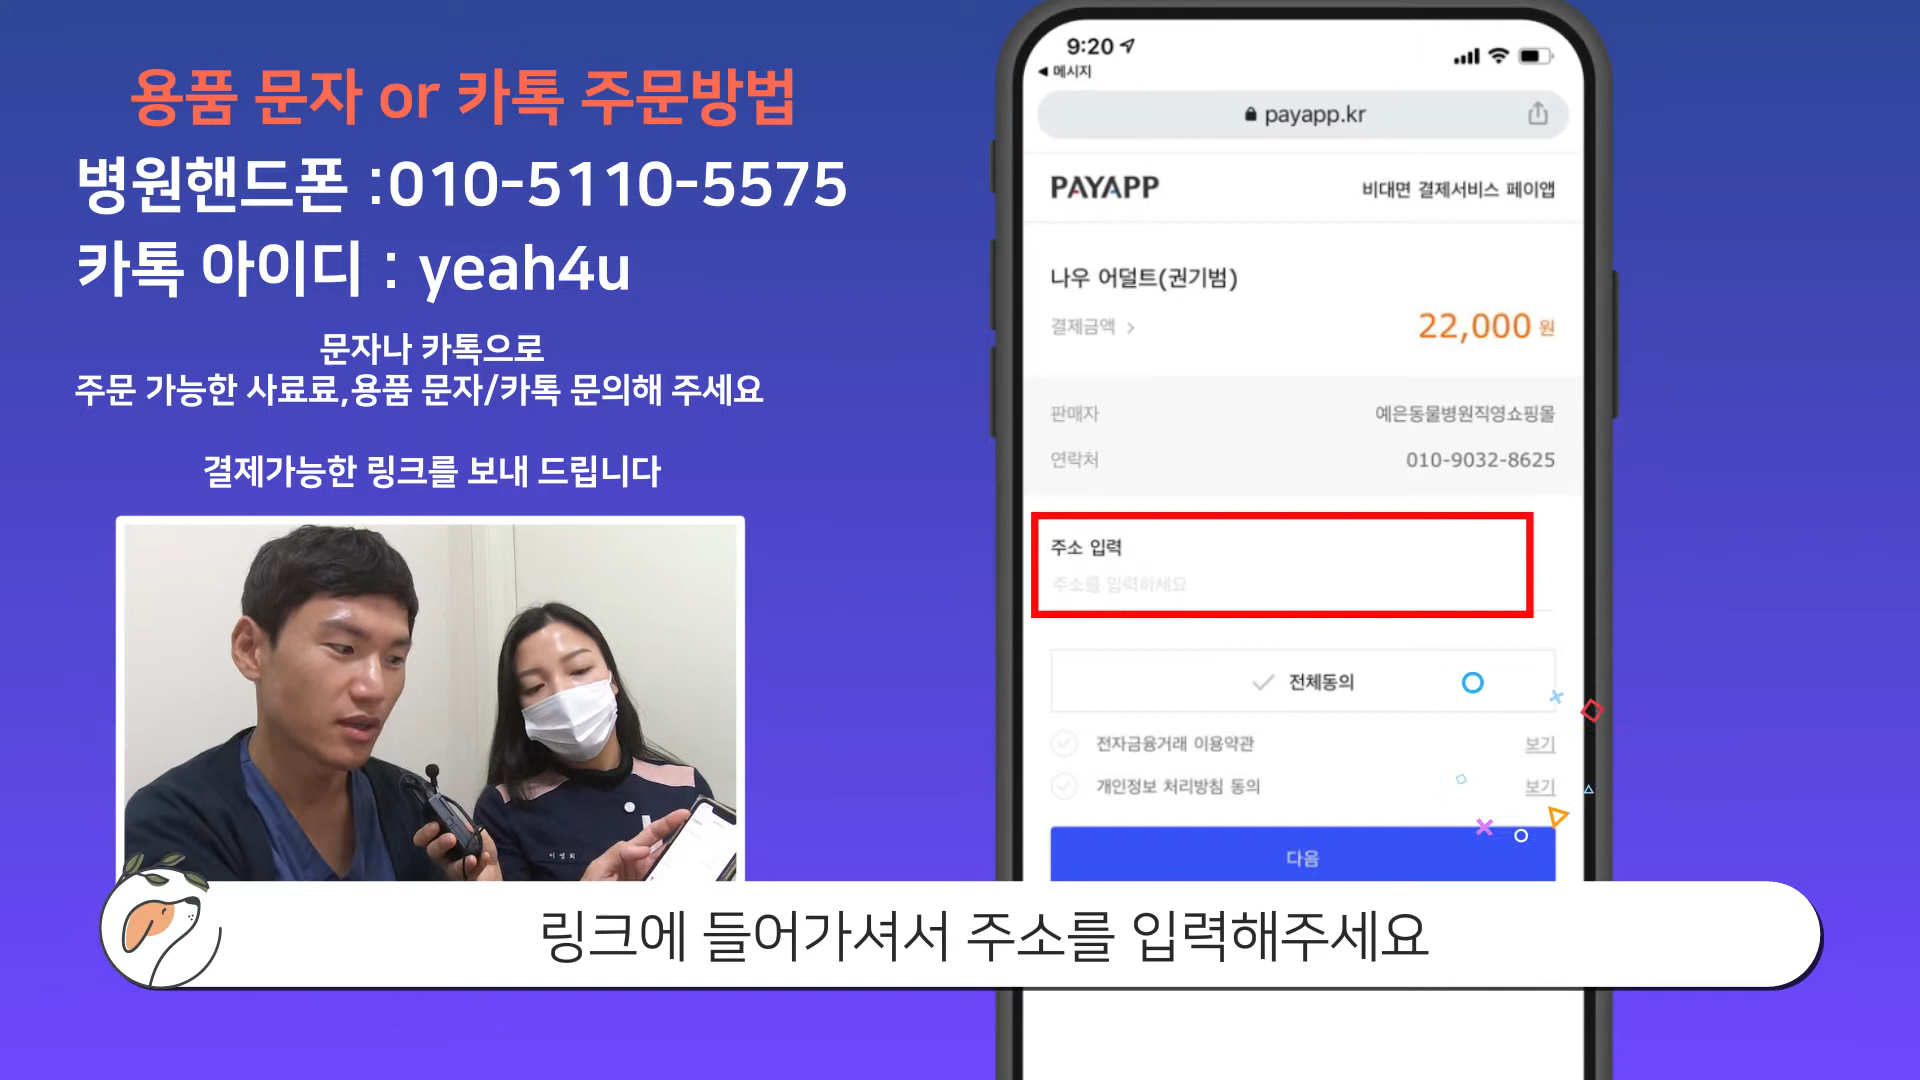 용품 문자 or 카톡 주문방법
병원핸드폰 :010-5110-5575
카톡 아이디 : yeah4u
문자나 카톡으로
주문 가능한 사료료,용품 문자/카톡 문의해 주세요
결제가능한 링크를 보내 드립니다
9:20
메시지
payapp.kr
PAYAPP 비대면 결제서비스 페이앱
나우 어덜트(권기범)
결제금액 22,000 원
판매자 예은동물병원직영쇼핑몰
연락처 010-9032-8625
주소 입력
주소를 입력하세요
전체동의
전자금융거래 이용약관 보기
개인정보 처리방침 동의 보기
다음
링크에 들어가셔서 주소를 입력해주세요